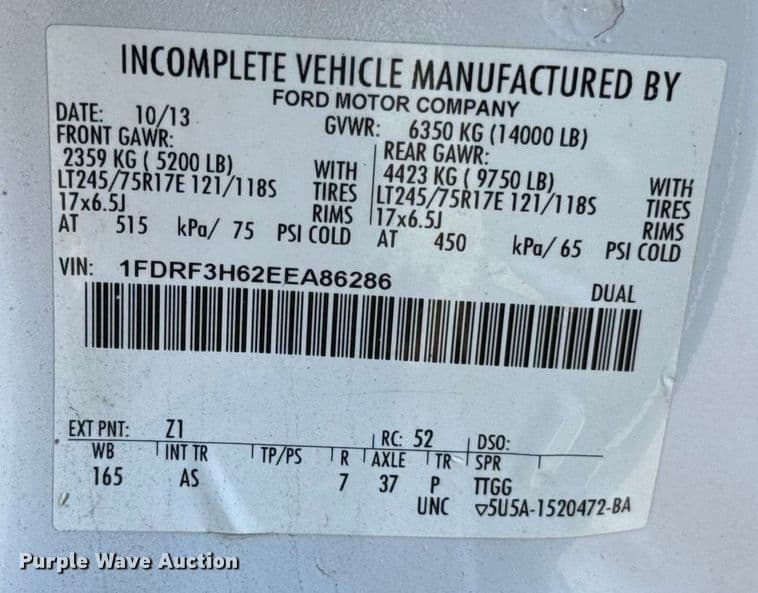 INCOMPLETE VEHICLE MANUFACTURED BY
FORD MOTOR COMPANY
DATE: 10/13 GVWR: 6350 KG (14000 LB)
FRONT GAWR: REAR GAWR:
2359 KG ( 5200 LB) WITH 4423 KG ( 9750 LB) WITH
LT245/75R17E 121/118S TIRES LT245/75R17E 121/118S TIRES
17x6.5J RIMS 17x6.5J RIMS
AT 515 kPa/ 75 PSI COLD AT 450 kPa/ 65 PSI COLD
VIN: 1FDRF3H62EEA86286 DUAL
EXT PNT: Z1 RC: 52 DSO:
WB INT TR TP/PS R AXLE TR SPR
165 AS 7 37 P TTGG
UNC ▽5U5A-1520472-BA
Purple Wave Auction